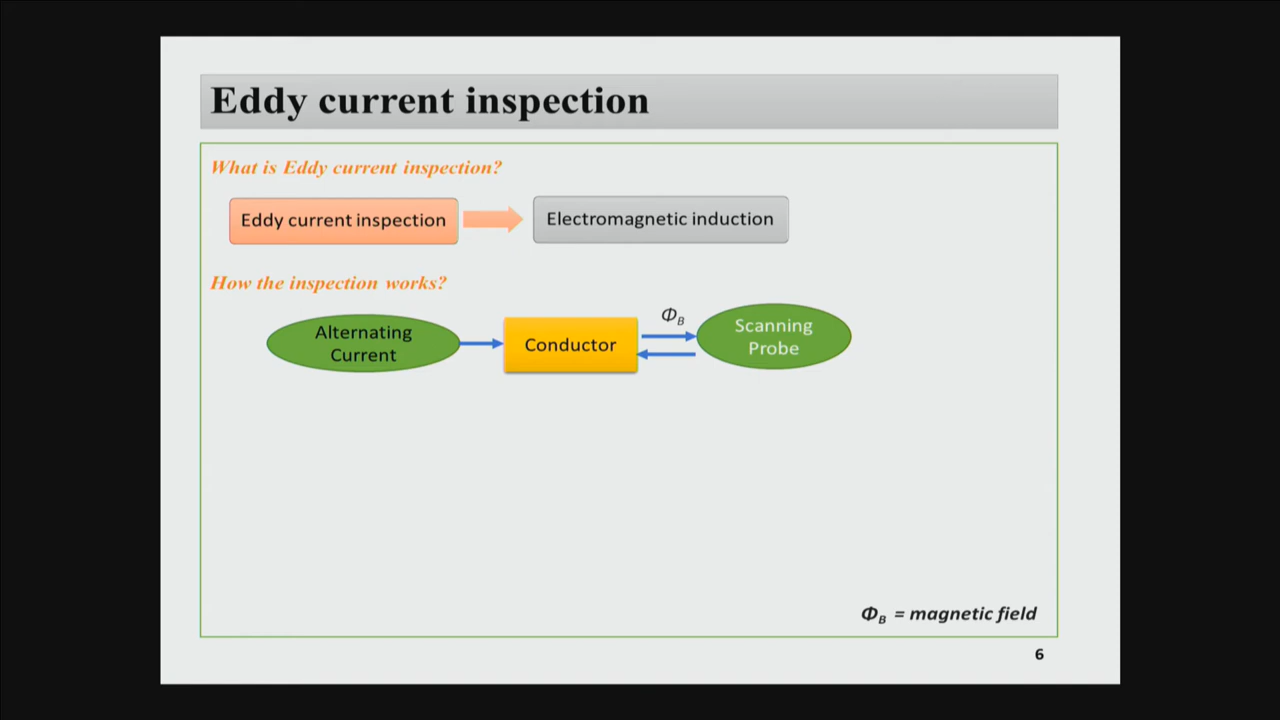 Eddy current inspection
What is Eddy current inspection?
Eddy current inspection
Electromagnetic induction
How the inspection works?
Alternating
Current
Conductor
ΦB
Scanning
Probe
ΦB = magnetic field
6